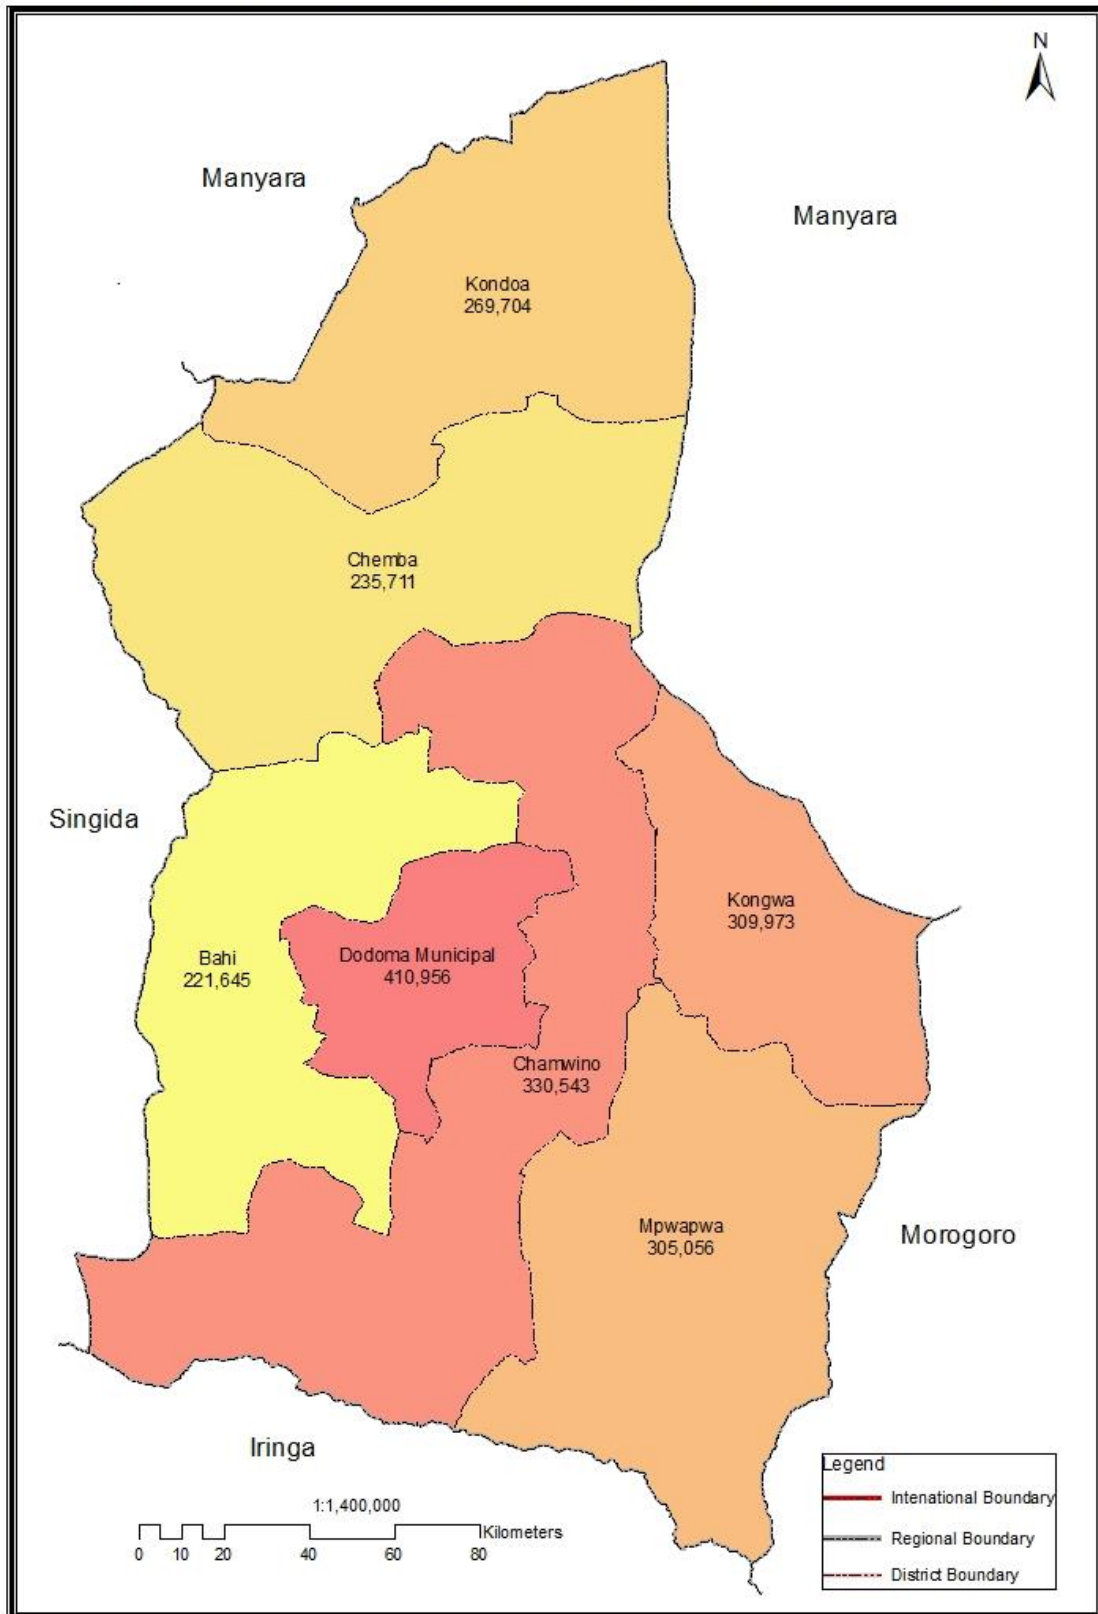 N
Manyara
Manyara
Kondoa
269,704
Chemba
235,711
Singida
Kongwa
309,973
Bahi
221,645
Dodoma Municipal
410,956
Chamwino
330,543
Mpwapwa
305,056
Morogoro
Iringa
Legend
Intenational Boundary
Regional Boundary
District Boundary
1:1,400,000
Kilometers
0 10 20 40 60 80